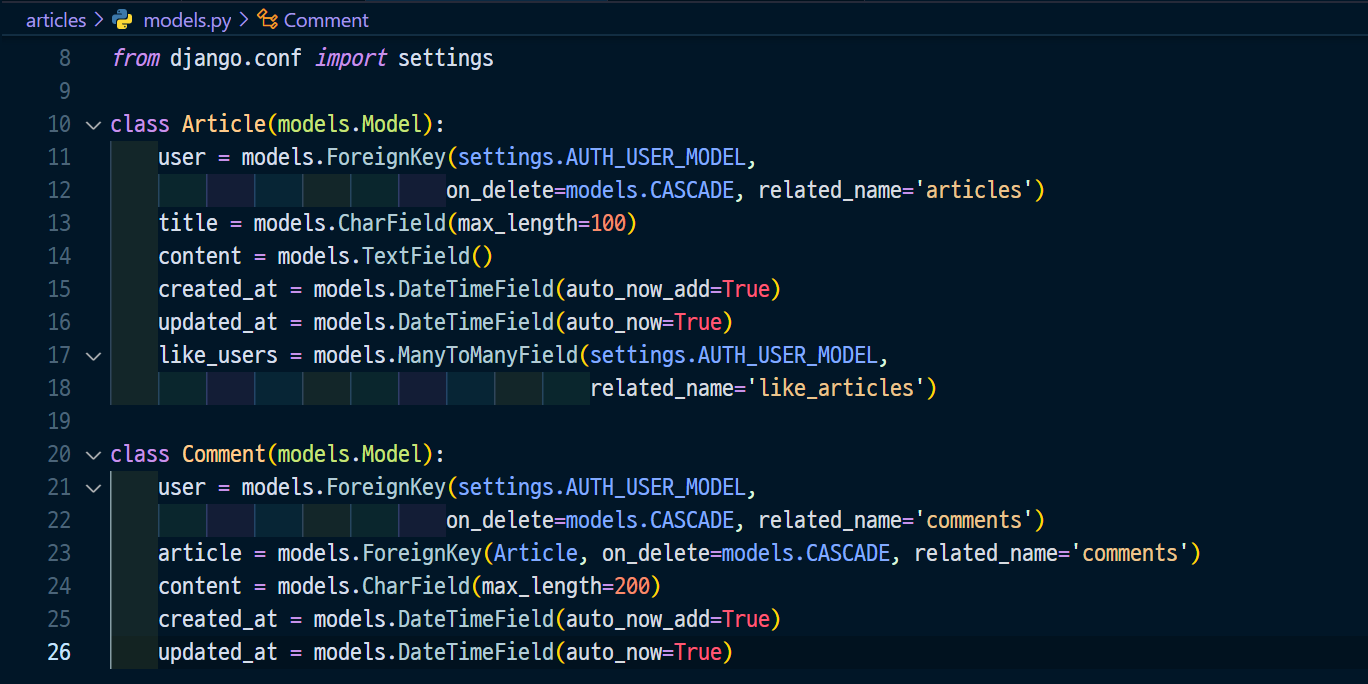 articles > models.py > Comment
8 from django.conf import settings
9
10 class Article(models.Model):
11     user = models.ForeignKey(settings.AUTH_USER_MODEL,
12                             on_delete=models.CASCADE, related_name='articles')
13     title = models.CharField(max_length=100)
14     content = models.TextField()
15     created_at = models.DateTimeField(auto_now_add=True)
16     updated_at = models.DateTimeField(auto_now=True)
17     like_users = models.ManyToManyField(settings.AUTH_USER_MODEL,
18                                         related_name='like_articles')
19
20 class Comment(models.Model):
21     user = models.ForeignKey(settings.AUTH_USER_MODEL,
22                             on_delete=models.CASCADE, related_name='comments')
23     article = models.ForeignKey(Article, on_delete=models.CASCADE, related_name='comments')
24     content = models.CharField(max_length=200)
25     created_at = models.DateTimeField(auto_now_add=True)
26     updated_at = models.DateTimeField(auto_now=True)